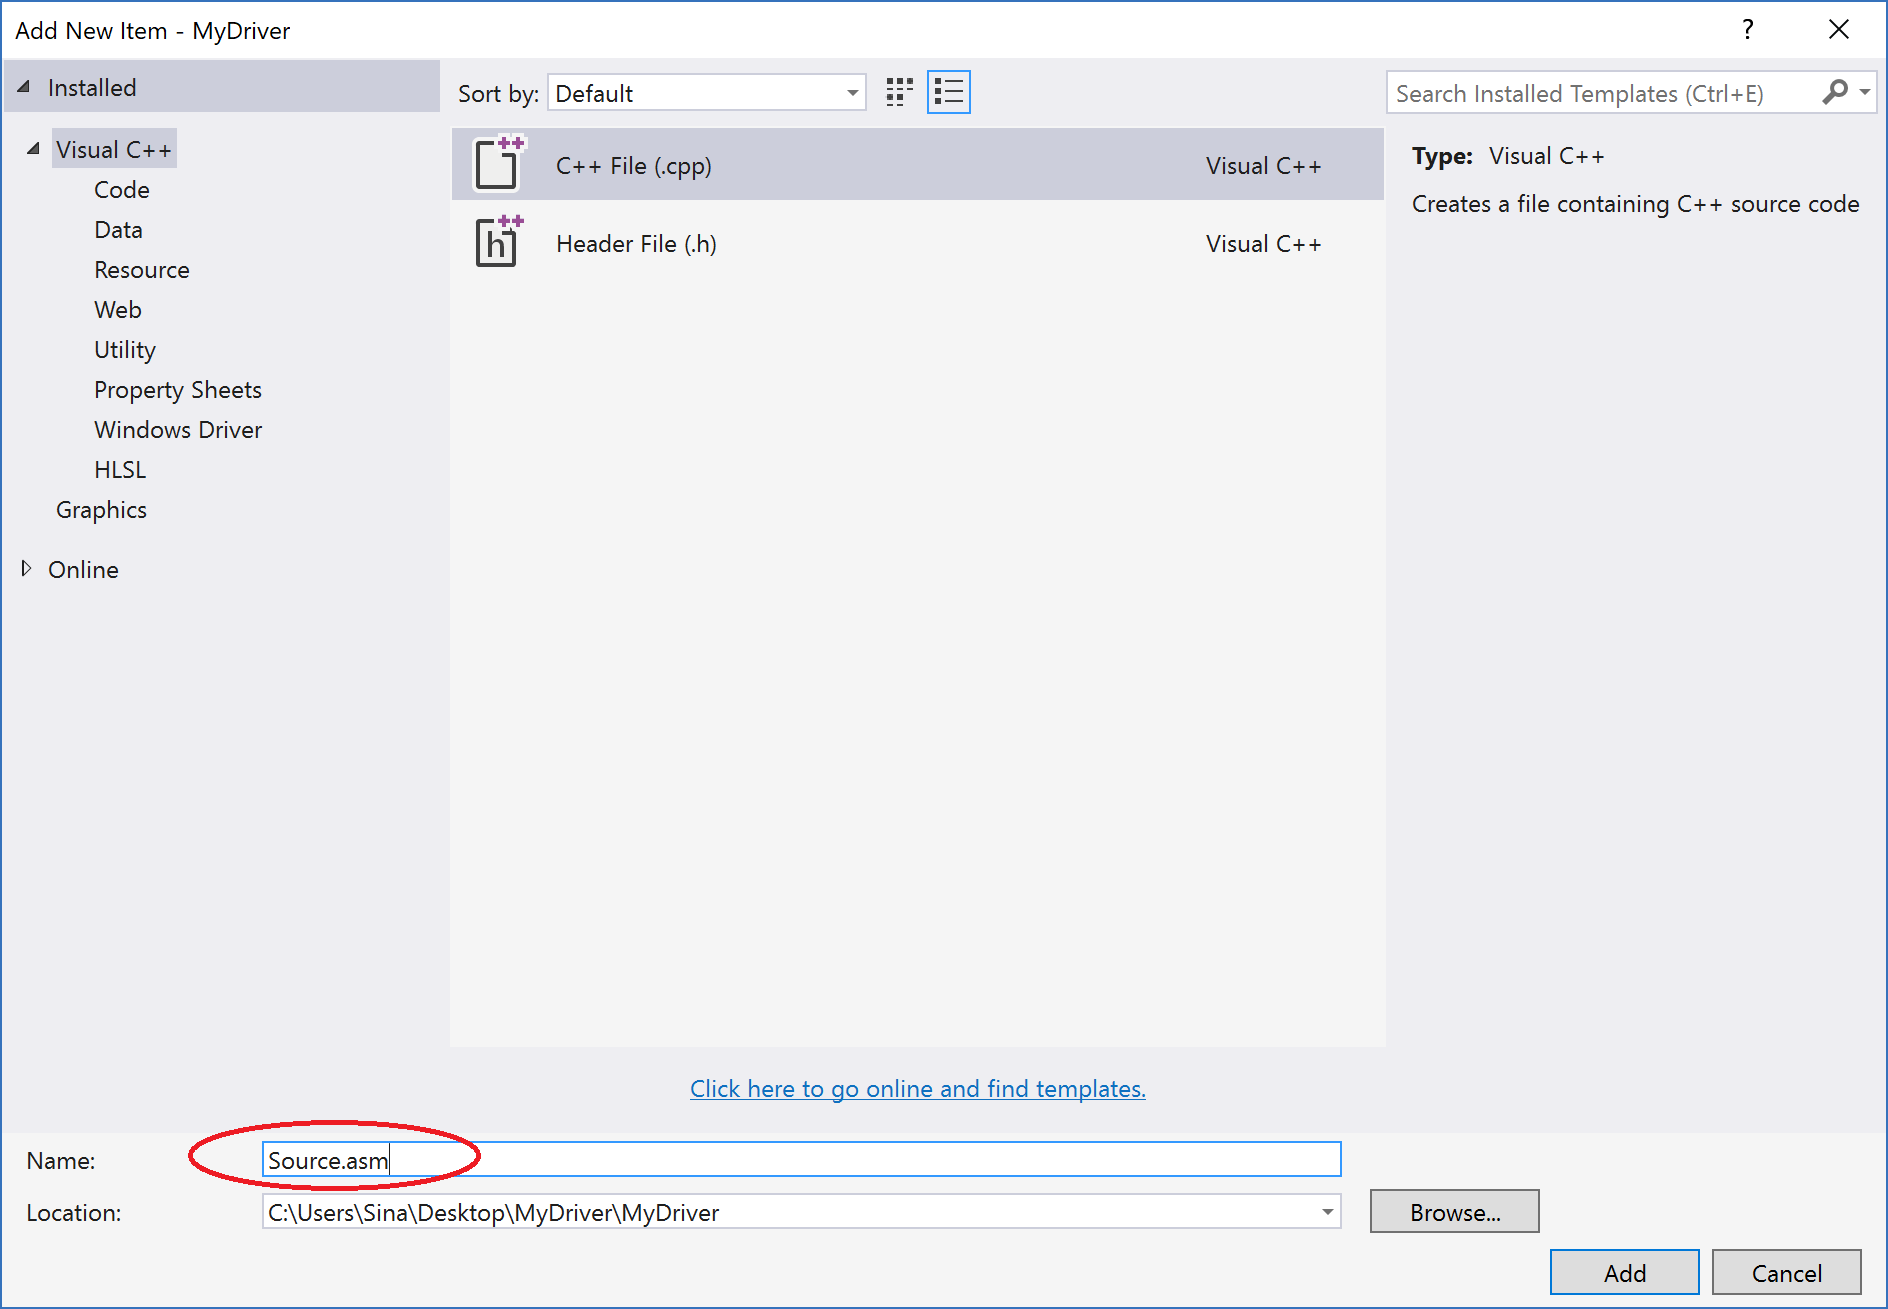 Add New Item - MyDriver
?
Installed
Sort by: Default
Search Installed Templates (Ctrl+E)
Visual C++
Code
Data
Resource
Web
Utility
Property Sheets
Windows Driver
HLSL
Graphics
Online
C++ File (.cpp) Visual C++
h Header File (.h) Visual C++
Type: Visual C++
Creates a file containing C++ source code
Click here to go online and find templates.
Name: Source.asm
Location: C:\Users\Sina\Desktop\MyDriver\MyDriver
Browse...
Add Cancel